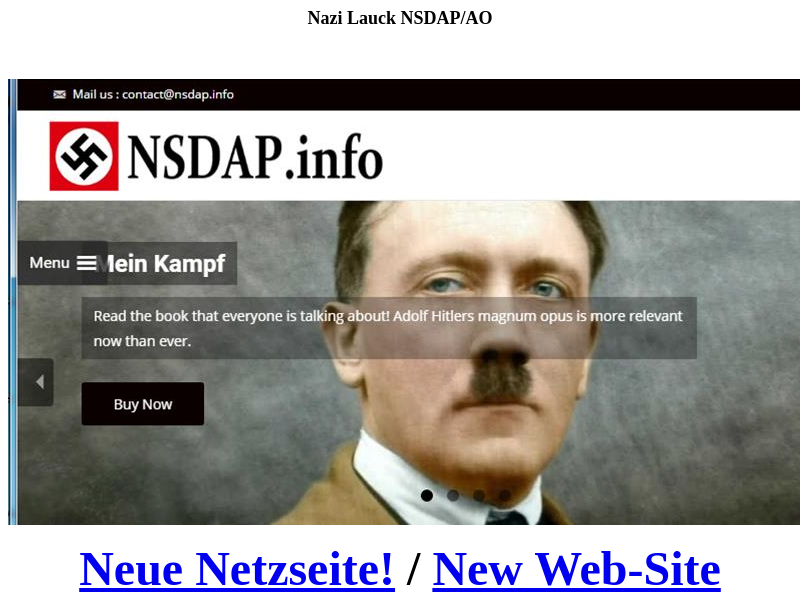 Nazi Lauck NSDAP/AO
Mail us : contact@nsdap.info
NSDAP.info
Menu
Mein Kampf
Read the book that everyone is talking about! Adolf Hitlers magnum opus is more relevant
now than ever.
Buy Now
Neue Netzseite! / New Web-Site